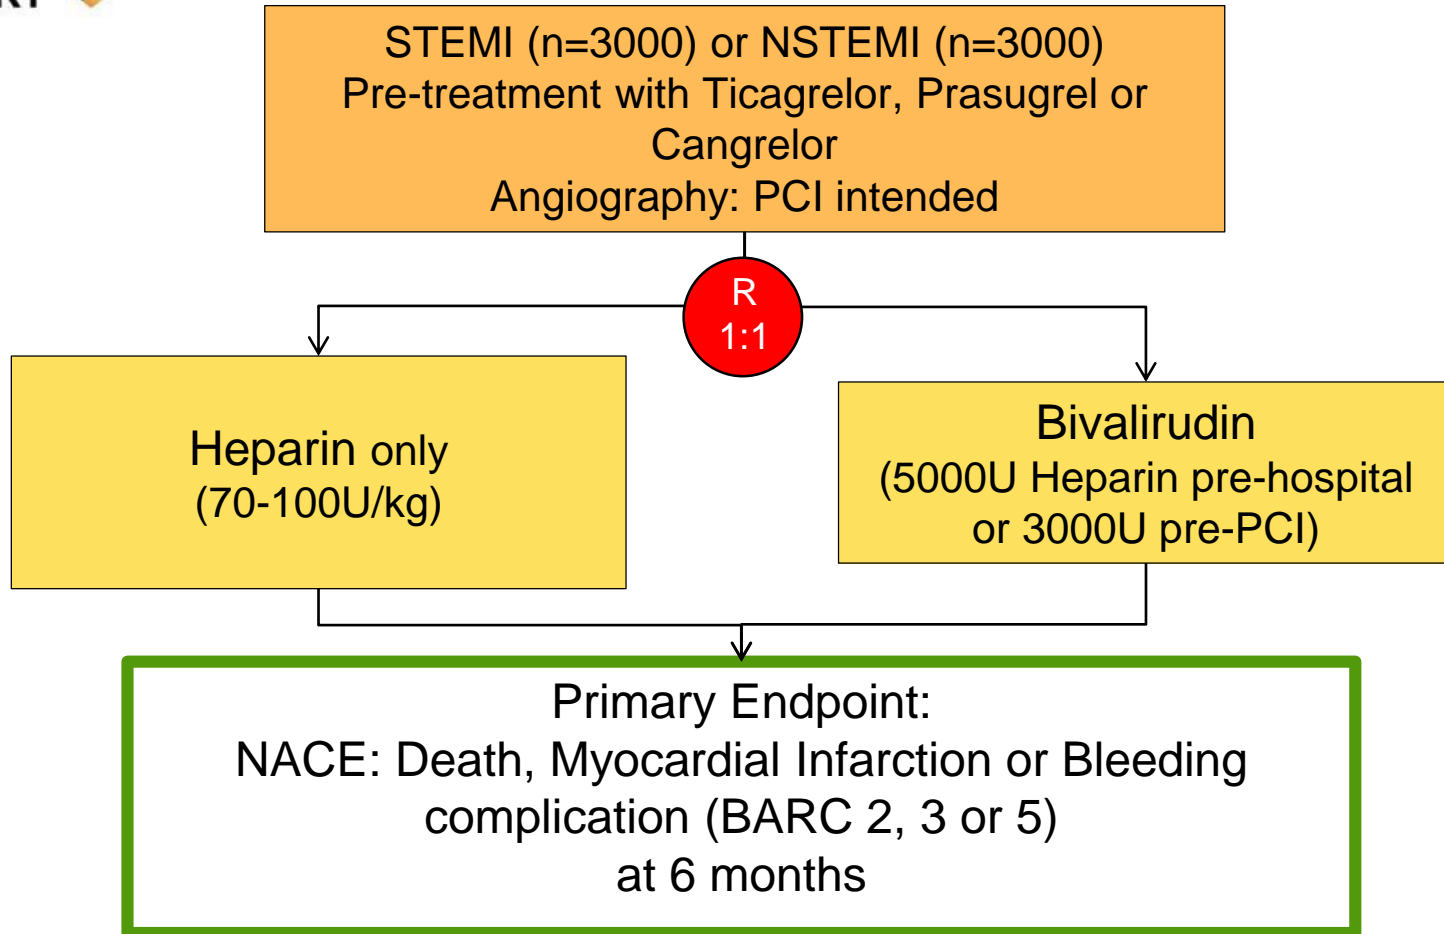 STEMI (n=3000) or NSTEMI (n=3000)
Pre-treatment with Ticagrelor, Prasugrel or
Cangrelor
Angiography: PCI intended
R
1:1
Heparin only
(70-100U/kg)
Bivalirudin
(5000U Heparin pre-hospital
or 3000U pre-PCI)
Primary Endpoint:
NACE: Death, Myocardial Infarction or Bleeding
complication (BARC 2, 3 or 5)
at 6 months